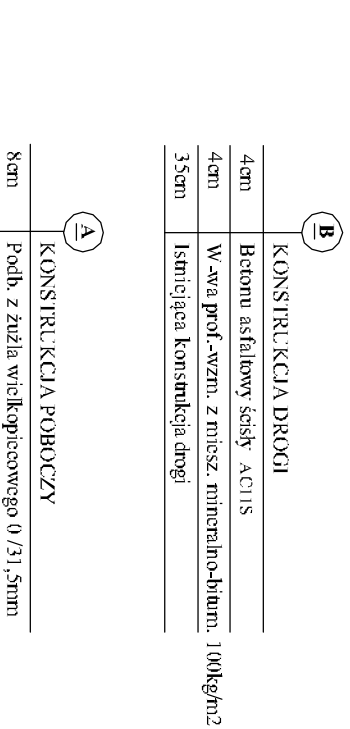 B
KONSTRUKCJA DROGI
4cm Betonu asfaltowy ścisły AC11S
4cm W-wa prof.-wzm. z miesz. mineralno-bitum. 100kg/m2
35cm Istniejąca konstrukcja drogi
A
KONSTRUKCJA POBOCZY
8cm Podb. z żużla wielkopiecowego 0/31,5mm